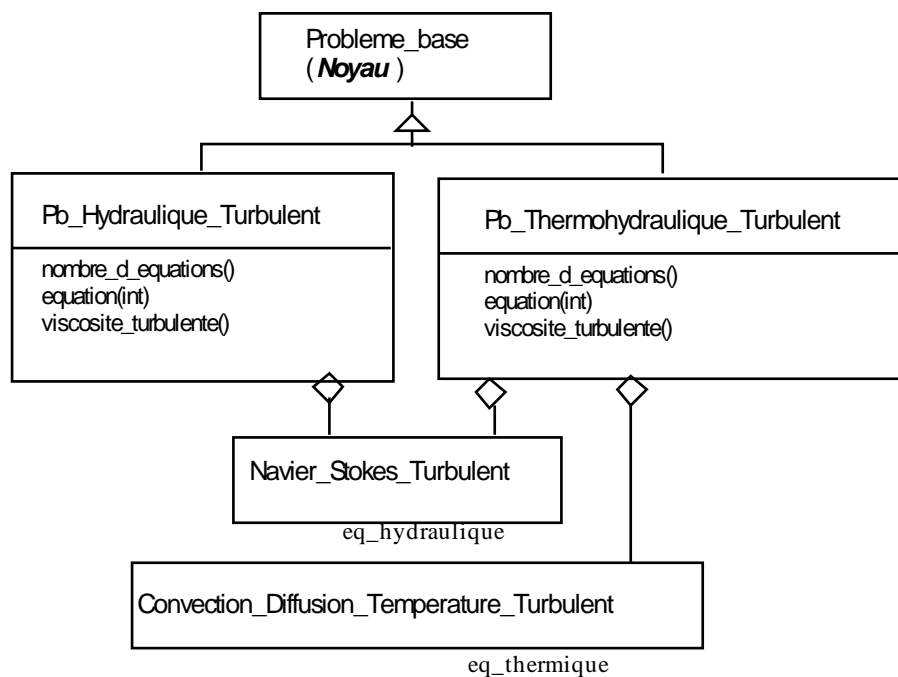 Probleme_base
( Noyau )
Pb_Hydraulique_Turbulent
nombre_d_equations()
equation(int)
viscosite_turbulente()
Pb_Thermohydraulique_Turbulent
nombre_d_equations()
equation(int)
viscosite_turbulente()
Navier_Stokes_Turbulent
eq_hydraulique
Convection_Diffusion_Temperature_Turbulent
eq_thermique